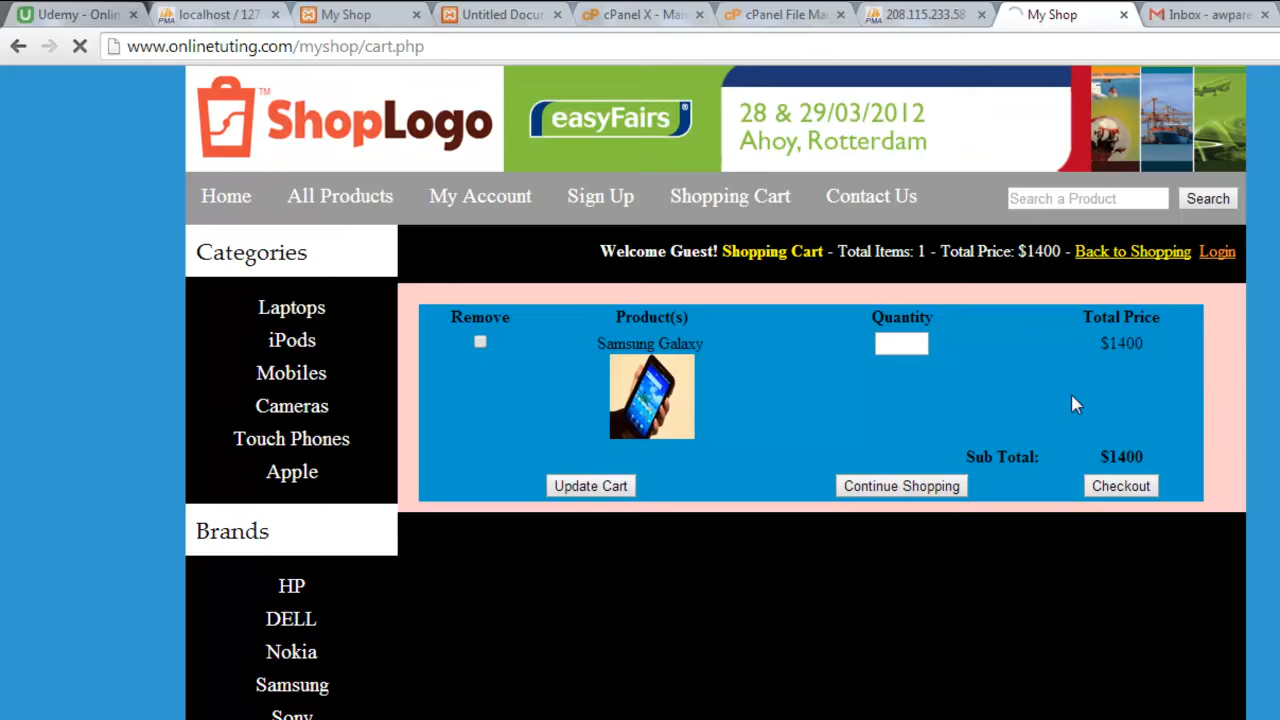 Udemy - Onlin
localhost / 127
My Shop
Untitled Docur
cPanel X - Mai
cPanel File Ma
208.115.233.58
My Shop
Inbox - awpare
www.onlinetuting.com/myshop/cart.php
ShopLogo™
easyFairs®
28 & 29/03/2012
Ahoy, Rotterdam
Home
All Products
My Account
Sign Up
Shopping Cart
Contact Us
Search a Product
Search
Categories
Welcome Guest! Shopping Cart - Total Items: 1 - Total Price: $1400 - Back to Shopping Login
Laptops
iPods
Mobiles
Cameras
Touch Phones
Apple
Remove
Product(s)
Quantity
Total Price
Samsung Galaxy
$1400
Sub Total:
$1400
Update Cart
Continue Shopping
Checkout
Brands
HP
DELL
Nokia
Samsung
Sony